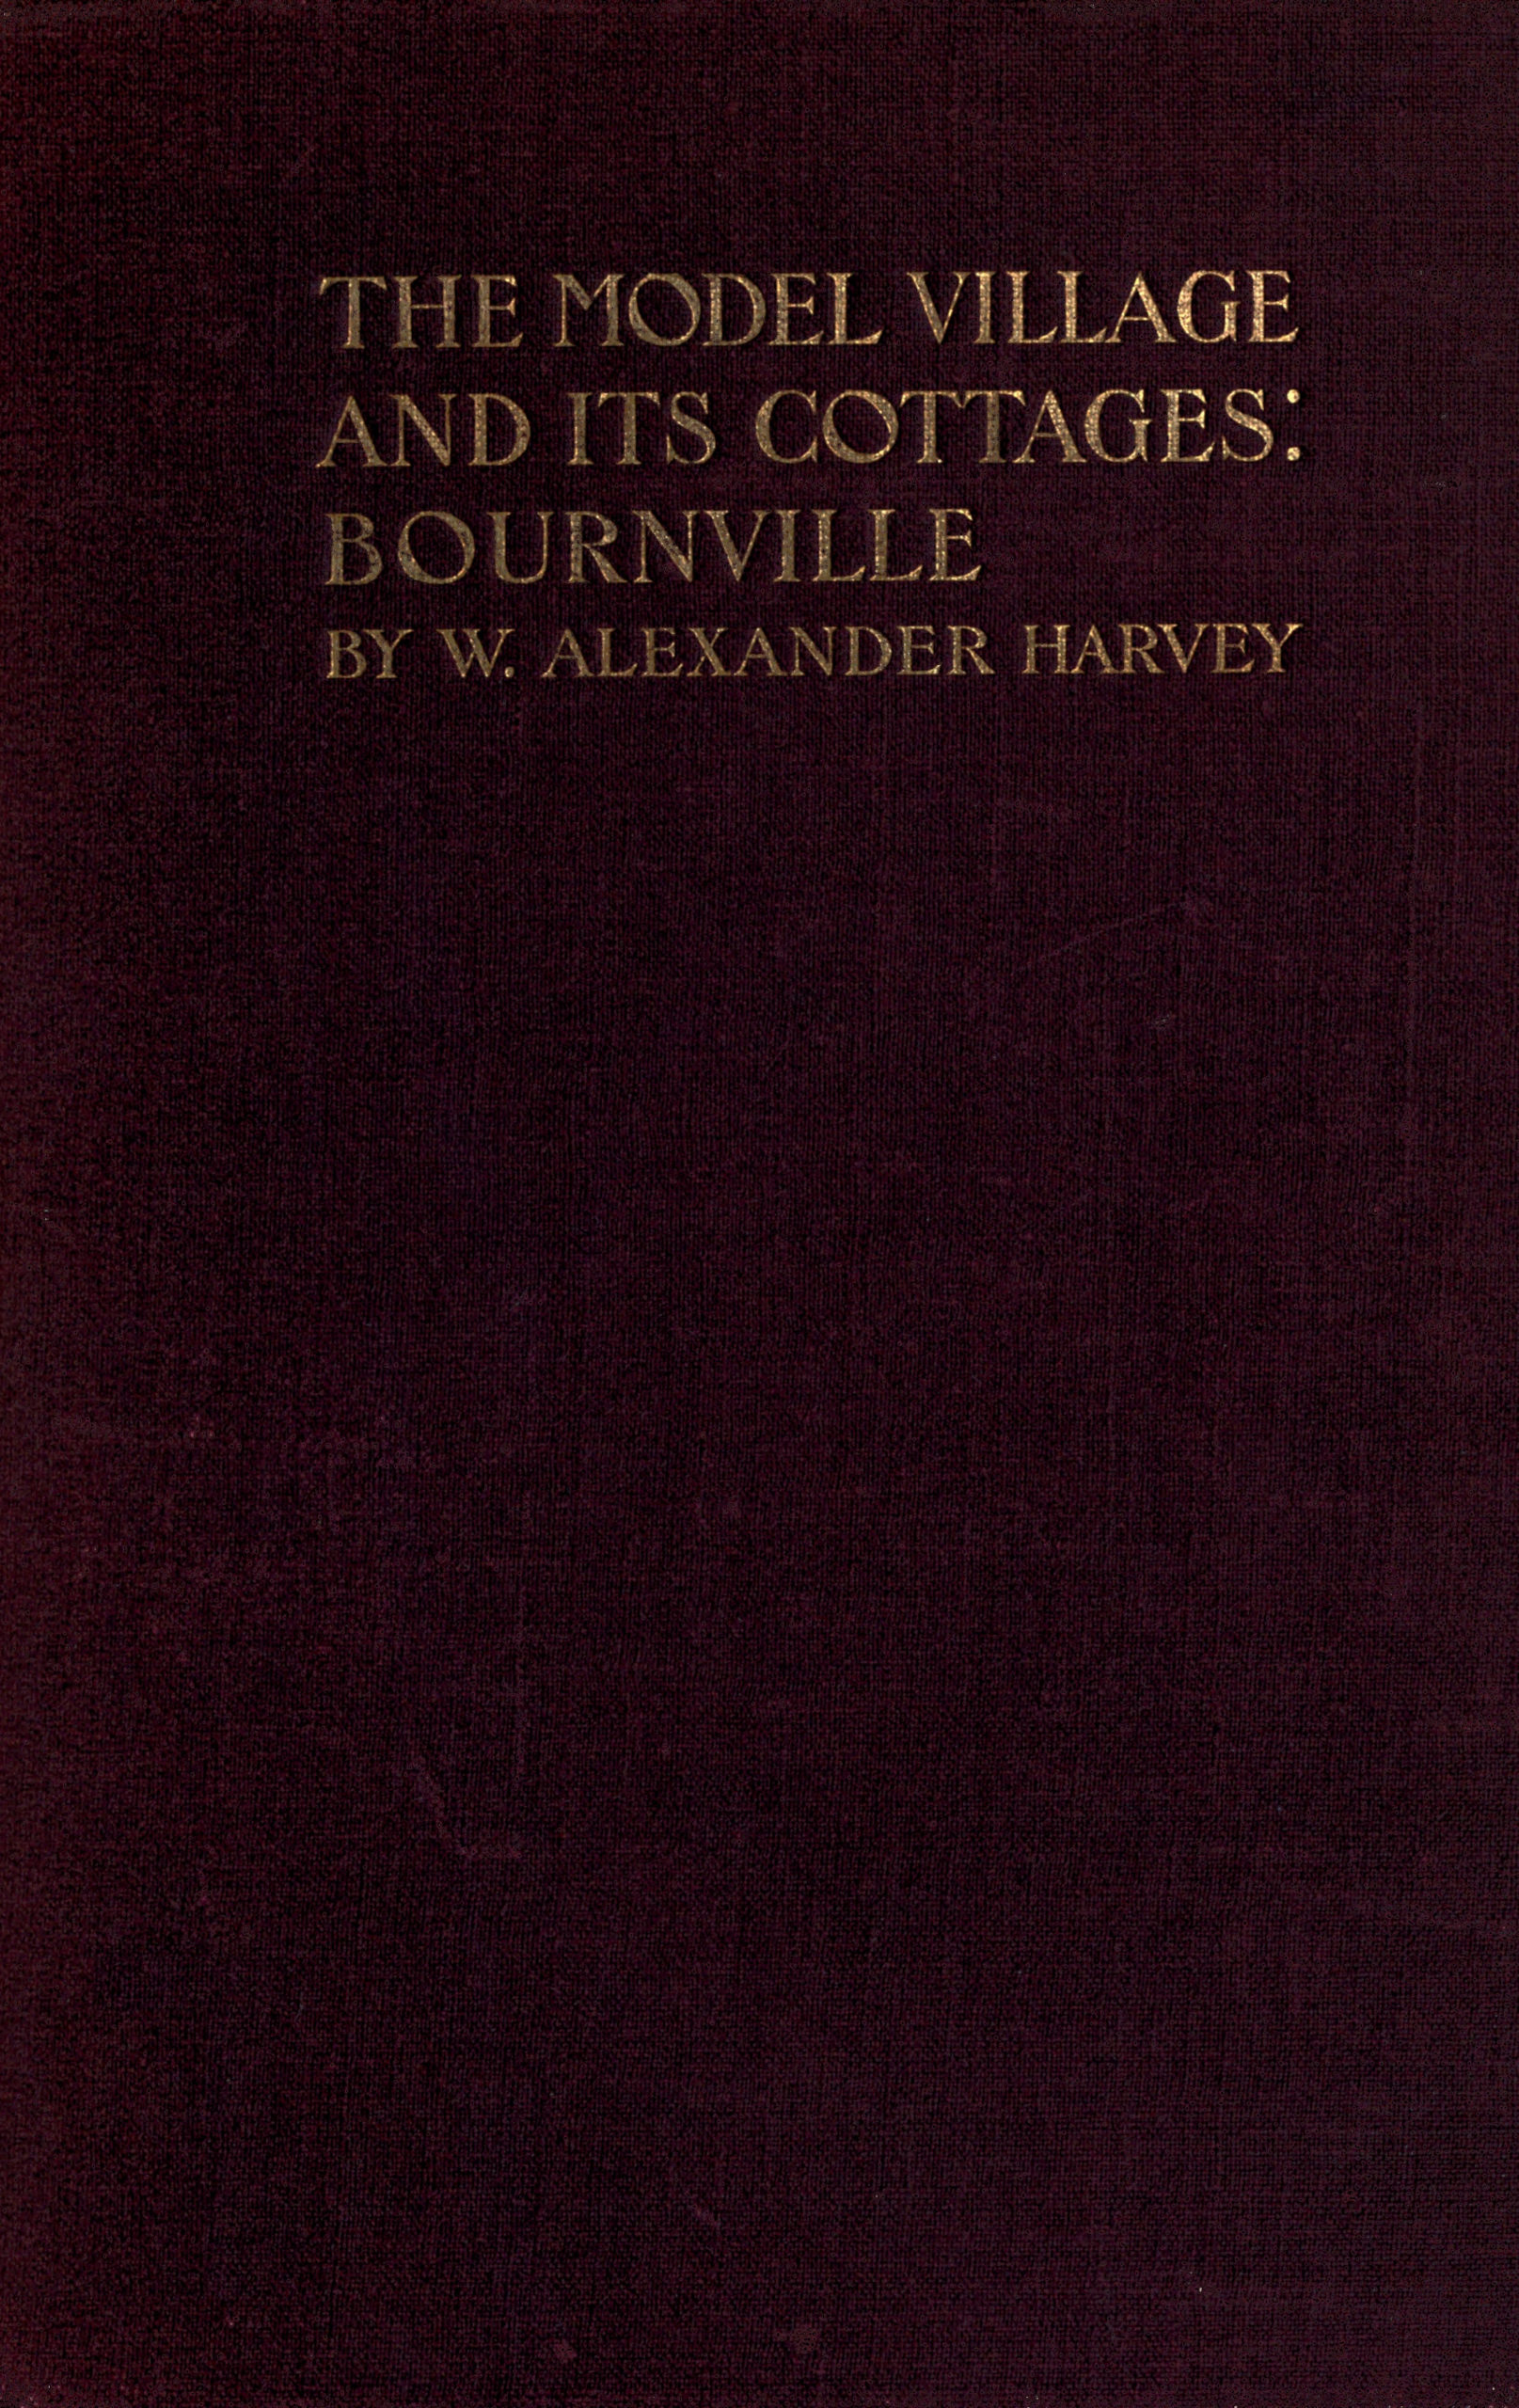 THE MODEL VILLAGE
AND ITS COTTAGES:
BOURNVILLE
BY W. ALEXANDER HARVEY